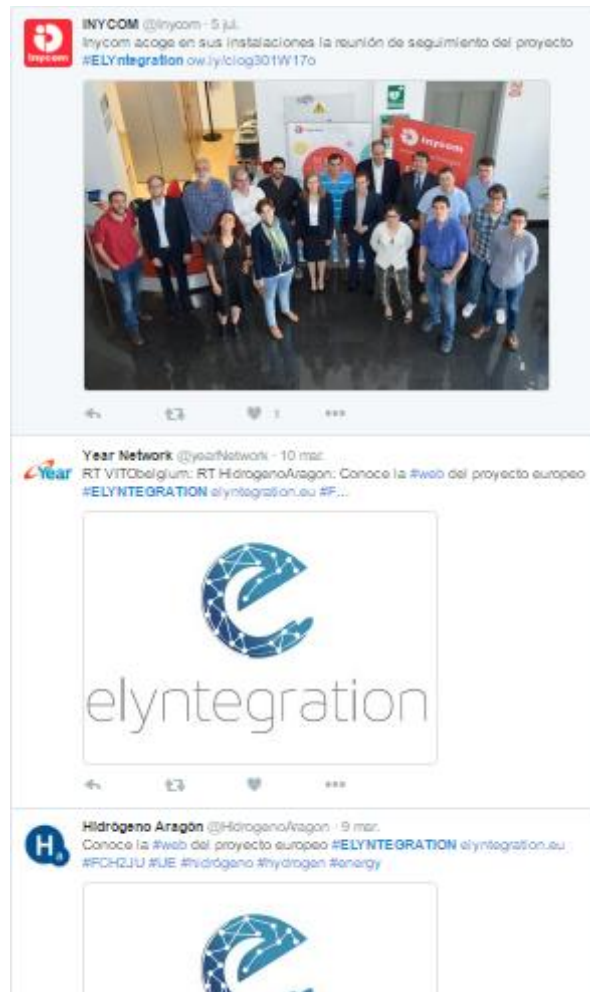 INYCOM @Inycom · 5 jul.
Inycom acoge en sus instalaciones la reunión de seguimiento del proyecto
#ELYntegration ow.ly/ciog301W17o
inycom
inycom
1
Year Network @yearNetwork · 10 mar.
Year
RT VITObelgium: RT HidrogenoAragon: Conoce la #web del proyecto europeo
#ELYNTEGRATION elyntegration.eu #F...
elyntegration
Hidrógeno Aragón @HidrogenoAragon · 9 mar.
Conoce la #web del proyecto europeo #ELYNTEGRATION elyntegration.eu
#FCH2JU #UE #hidrógeno #hydrogen #energy
Ha